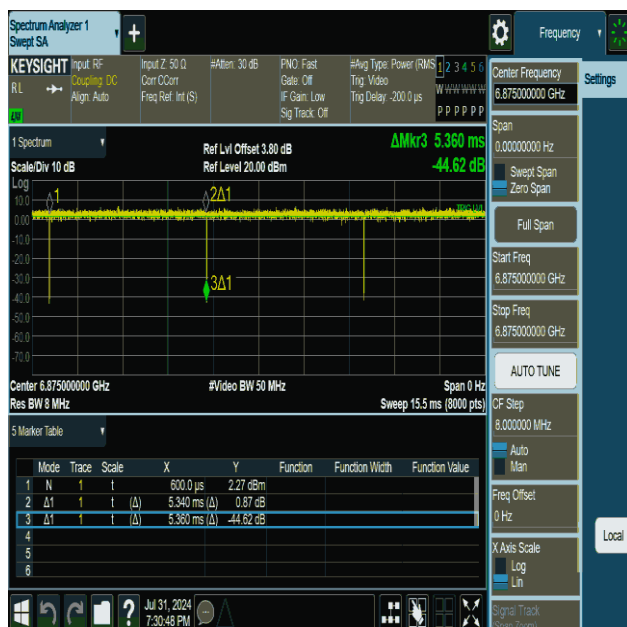 Spectrum Analyzer 1
Swept SA
Frequency
KEYSIGHT
RL
Input: RF
Coupling: DC
Align: Auto
Input Z: 50 Ω
Corr CCorr
Freq Ref: Int (S)
#Atten: 30 dB
PNO: Fast
Gate: Off
IF Gain: Low
Sig Track: Off
#Avg Type: Power (RMS
Trig: Video
Trig Delay: -200.0 µs
1 2 3 4 5 6
W W W W W W
P P P P P P
Settings
Center Frequency
6.875000000 GHz
Span
0.00000000 Hz
Swept Span
Zero Span
Full Span
Start Freq
6.875000000 GHz
Stop Freq
6.875000000 GHz
AUTO TUNE
CF Step
8.000000 MHz
Auto
Man
Freq Offset
0 Hz
X Axis Scale
Log
Lin
Signal Track
(Span Zoom)
Local
1 Spectrum
Scale/Div 10 dB
Ref Lvl Offset 3.80 dB
Ref Level 20.00 dBm
ΔMkr3 5.360 ms
-44.62 dB
Log
10.0
0.00
-10.0
-20.0
-30.0
-40.0
-50.0
-60.0
-70.0
1
2Δ1
3Δ1
TRIG LVL
Center 6.875000000 GHz
Res BW 8 MHz
#Video BW 50 MHz
Span 0 Hz
Sweep 15.5 ms (8000 pts)
5 Marker Table
Mode Trace Scale X Y Function Function Width Function Value
1 N 1 t 600.0 µs 2.27 dBm
2 Δ1 1 t (Δ) 5.340 ms (Δ) 0.87 dB
3 Δ1 1 t (Δ) 5.360 ms (Δ) -44.62 dB
4
5
6
?
Jul 31, 2024
7:30:48 PM